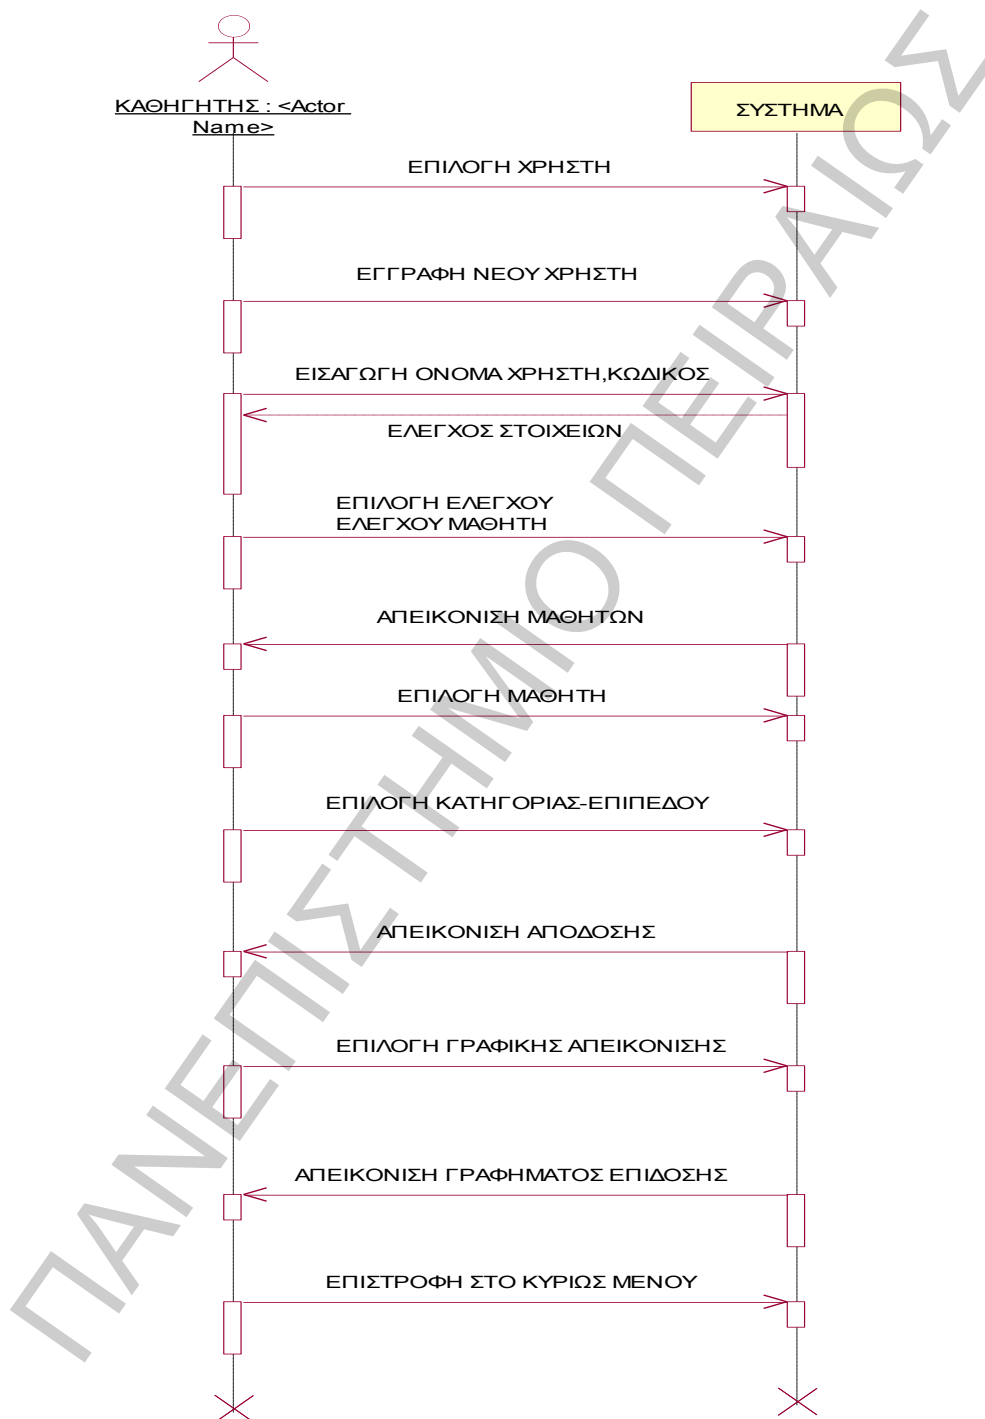 ΚΑΘΗΓΗΤΗΣ : <Actor
Name>
ΣΥΣΤΗΜΑ
ΕΠΙΛΟΓΗ ΧΡΗΣΤΗ
ΕΓΓΡΑΦΗ ΝΕΟΥ ΧΡΗΣΤΗ
ΕΙΣΑΓΩΓΗ ΟΝΟΜΑ ΧΡΗΣΤΗ,ΚΩΔΙΚΟΣ
ΕΛΕΓΧΟΣ ΣΤΟΙΧΕΙΩΝ
ΕΠΙΛΟΓΗ ΕΛΕΓΧΟΥ
ΕΛΕΓΧΟΥ ΜΑΘΗΤΗ
ΑΠΕΙΚΟΝΙΣΗ ΜΑΘΗΤΩΝ
ΕΠΙΛΟΓΗ ΜΑΘΗΤΗ
ΕΠΙΛΟΓΗ ΚΑΤΗΓΟΡΙΑΣ-ΕΠΙΠΕΔΟΥ
ΑΠΕΙΚΟΝΙΣΗ ΑΠΟΔΟΣΗΣ
ΕΠΙΛΟΓΗ ΓΡΑΦΙΚΗΣ ΑΠΕΙΚΟΝΙΣΗΣ
ΑΠΕΙΚΟΝΙΣΗ ΓΡΑΦΗΜΑΤΟΣ ΕΠΙΔΟΣΗΣ
ΕΠΙΣΤΡΟΦΗ ΣΤΟ ΚΥΡΙΩΣ ΜΕΝΟΥ
ΠΑΝΕΠΙΣΤΗΜΙΟ ΠΕΙΡΑΙΩΣ